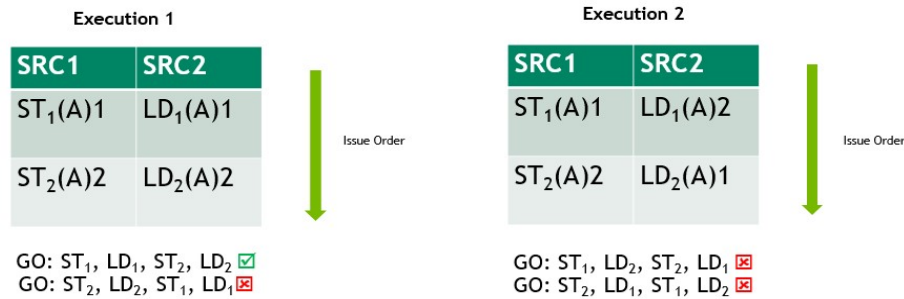 Execution 1
SRC1 SRC2
ST₁(A)1 LD₁(A)1
ST₂(A)2 LD₂(A)2
Issue Order
GO: ST₁, LD₁, ST₂, LD₂ ☑
GO: ST₂, LD₂, ST₁, LD₁ ☒
Execution 2
SRC1 SRC2
ST₁(A)1 LD₁(A)2
ST₂(A)2 LD₂(A)1
Issue Order
GO: ST₁, LD₂, ST₂, LD₁ ☒
GO: ST₂, LD₁, ST₁, LD₂ ☒